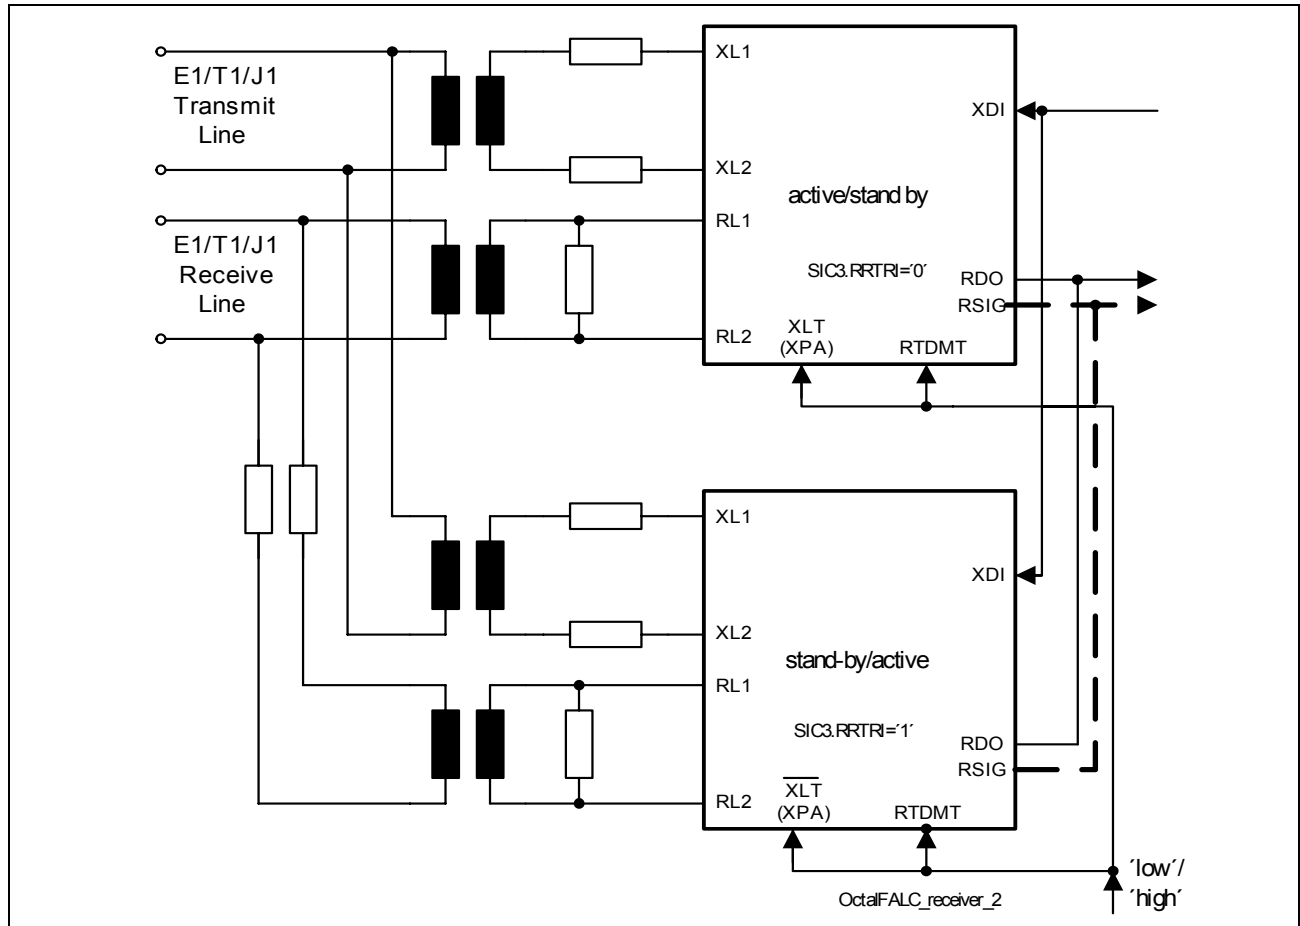 E1/T1/J1
Transmit
Line
E1/T1/J1
Receive
Line
XL1
XDI
XL2
active/stand by
RL1
SIC3.RRTRI=´0´
RDO
RSIG
RL2
XLT
(XPA)
RTDMT
XL1
XDI
XL2
stand-by/active
RL1
SIC3.RRTRI=´1´
RDO
RSIG
RL2
XLT
(XPA)
RTDMT
´low´/
´high´
OctalFALC_receiver_2